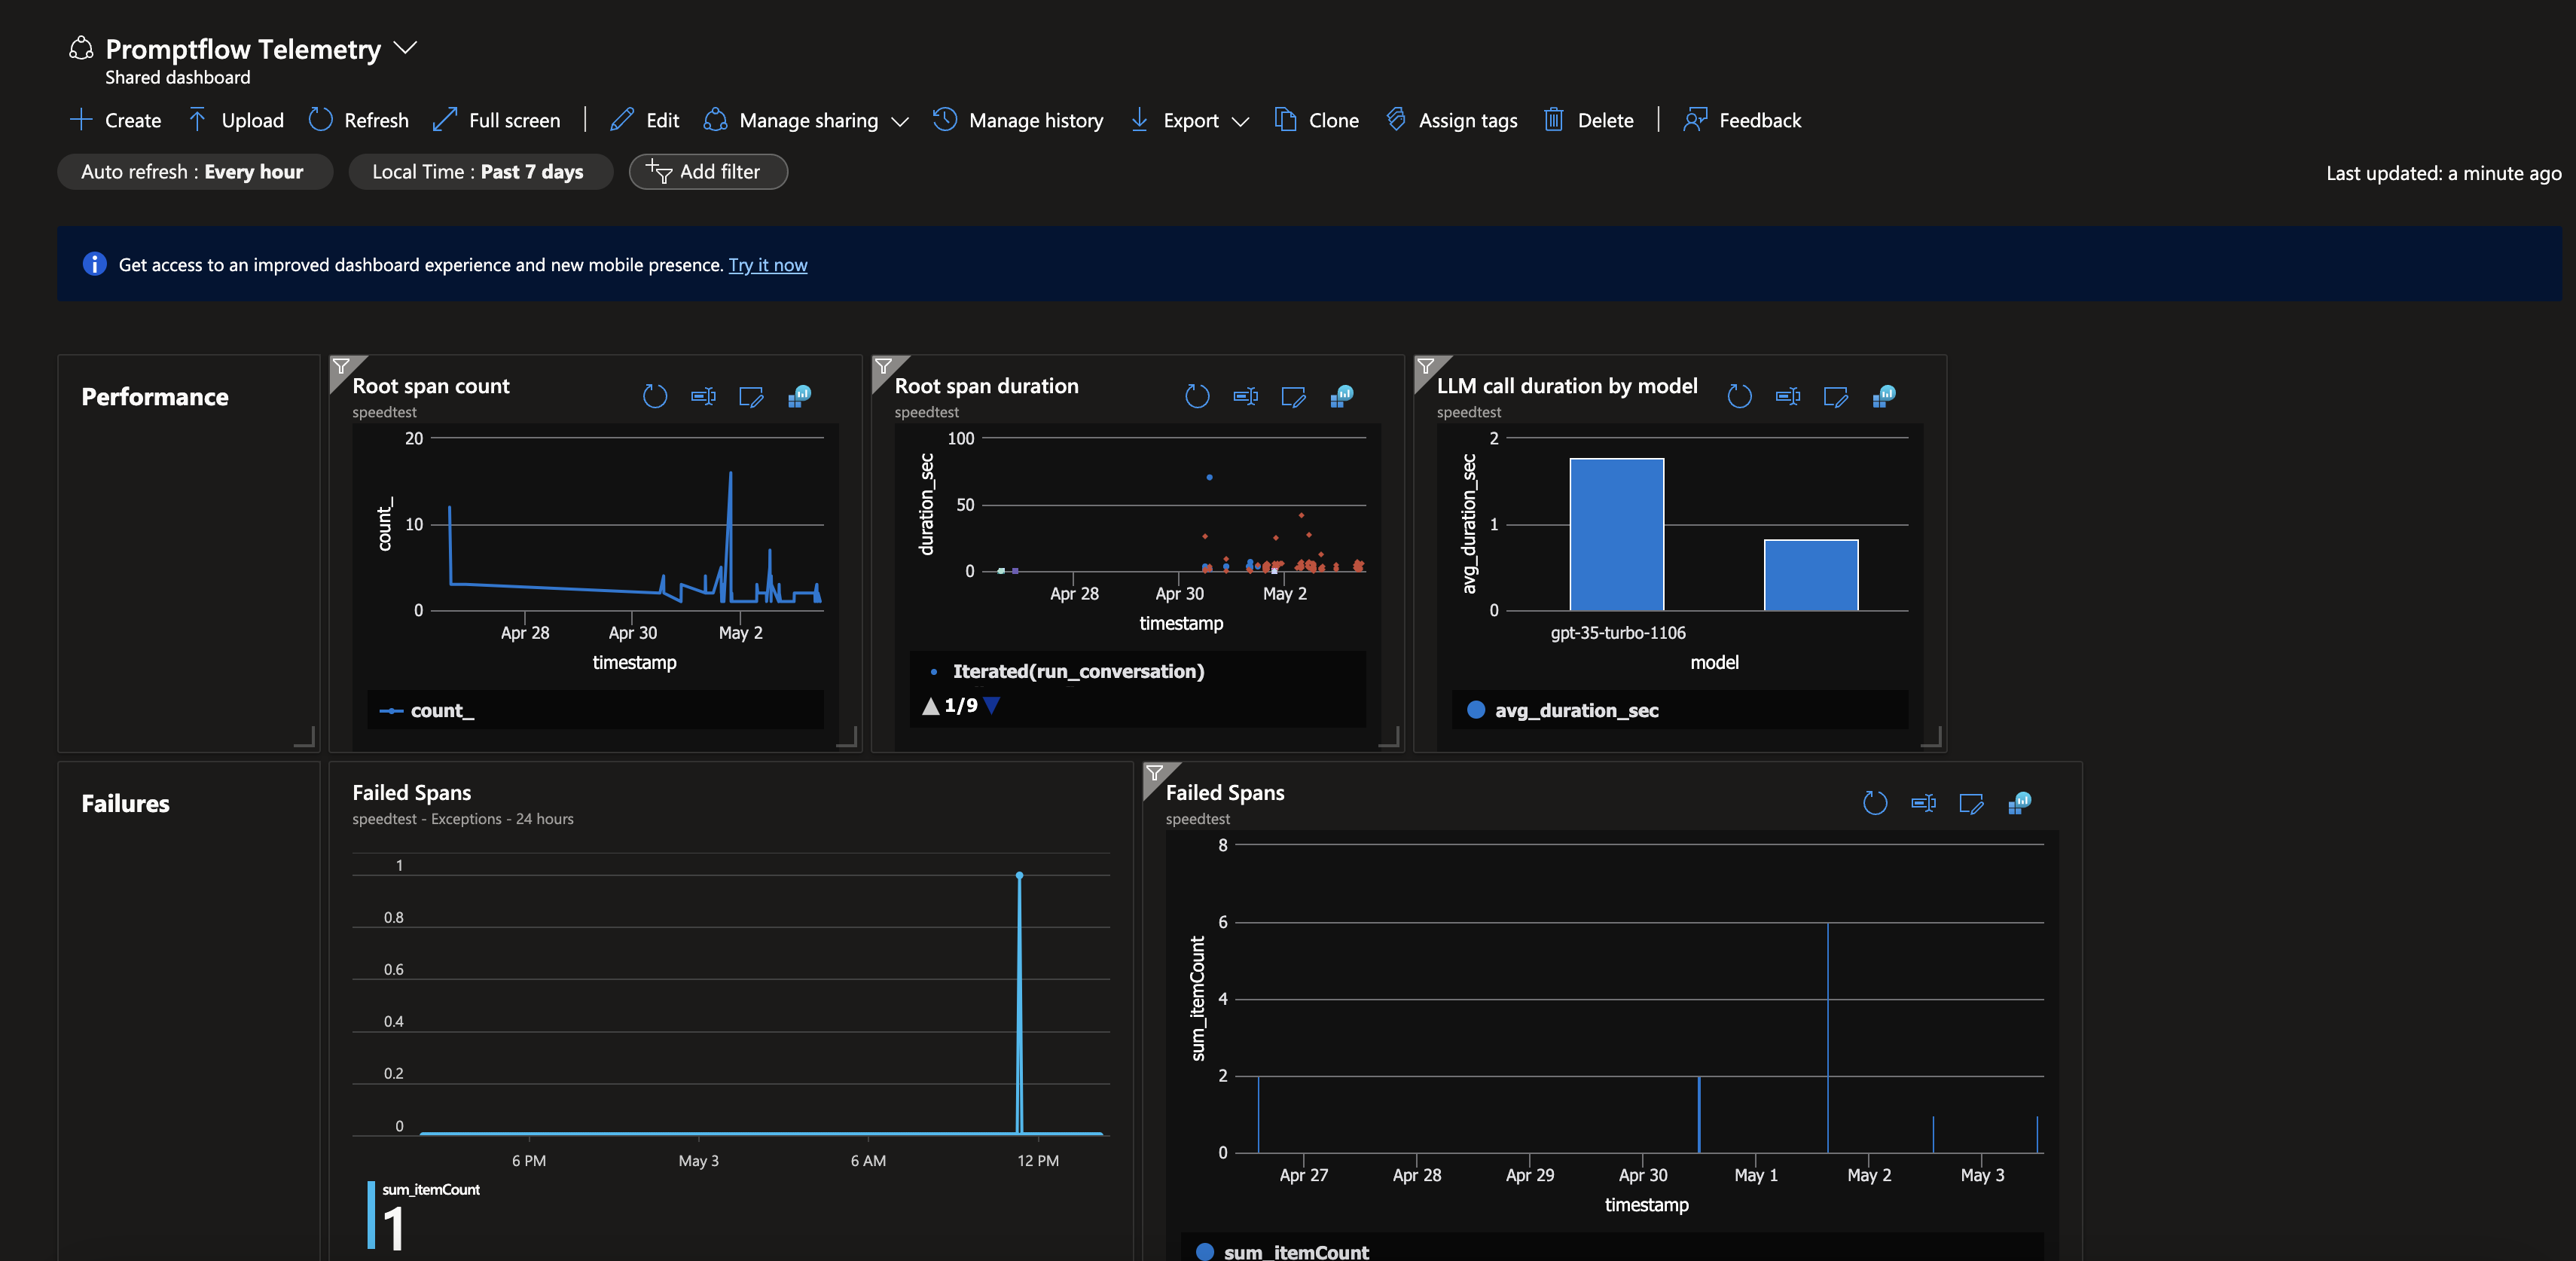 Promptflow Telemetry
Shared dashboard
Create Upload Refresh Full screen Edit Manage sharing Manage history Export Clone Assign tags Delete Feedback
Auto refresh : Every hour Local Time : Past 7 days Add filter Last updated: a minute ago
Get access to an improved dashboard experience and new mobile presence. Try it now
Performance
Root span count
speedtest
20
10
0
count_
Apr 28 Apr 30 May 2
timestamp
count_
Root span duration
speedtest
100
50
0
duration_sec
Apr 28 Apr 30 May 2
timestamp
Iterated(run_conversation)
1/9
LLM call duration by model
speedtest
2
1
0
avg_duration_sec
gpt-35-turbo-1106
model
avg_duration_sec
Failures
Failed Spans
speedtest - Exceptions - 24 hours
1
0.8
0.6
0.4
0.2
0
6 PM May 3 6 AM 12 PM
sum_itemCount
1
Failed Spans
speedtest
8
6
4
2
0
sum_itemCount
Apr 27 Apr 28 Apr 29 Apr 30 May 1 May 2 May 3
timestamp
sum_itemCount